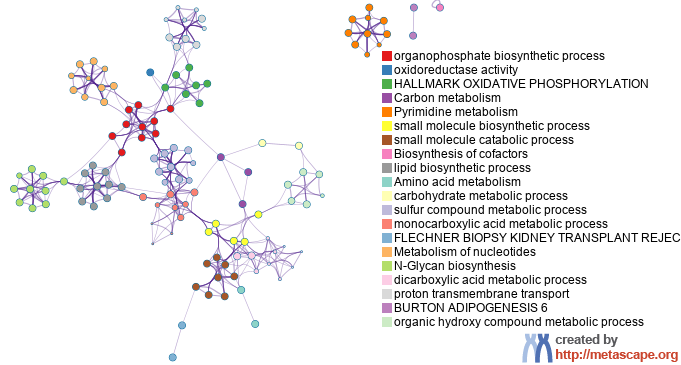 organophosphate biosynthetic process
oxidoreductase activity
HALLMARK OXIDATIVE PHOSPHORYLATION
Carbon metabolism
Pyrimidine metabolism
small molecule biosynthetic process
small molecule catabolic process
Biosynthesis of cofactors
lipid biosynthetic process
Amino acid metabolism
carbohydrate metabolic process
sulfur compound metabolic process
monocarboxylic acid metabolic process
FLECHNER BIOPSY KIDNEY TRANSPLANT REJEC
Metabolism of nucleotides
N-Glycan biosynthesis
dicarboxylic acid metabolic process
proton transmembrane transport
BURTON ADIPOGENESIS 6
organic hydroxy compound metabolic process
created by
http://metascape.org